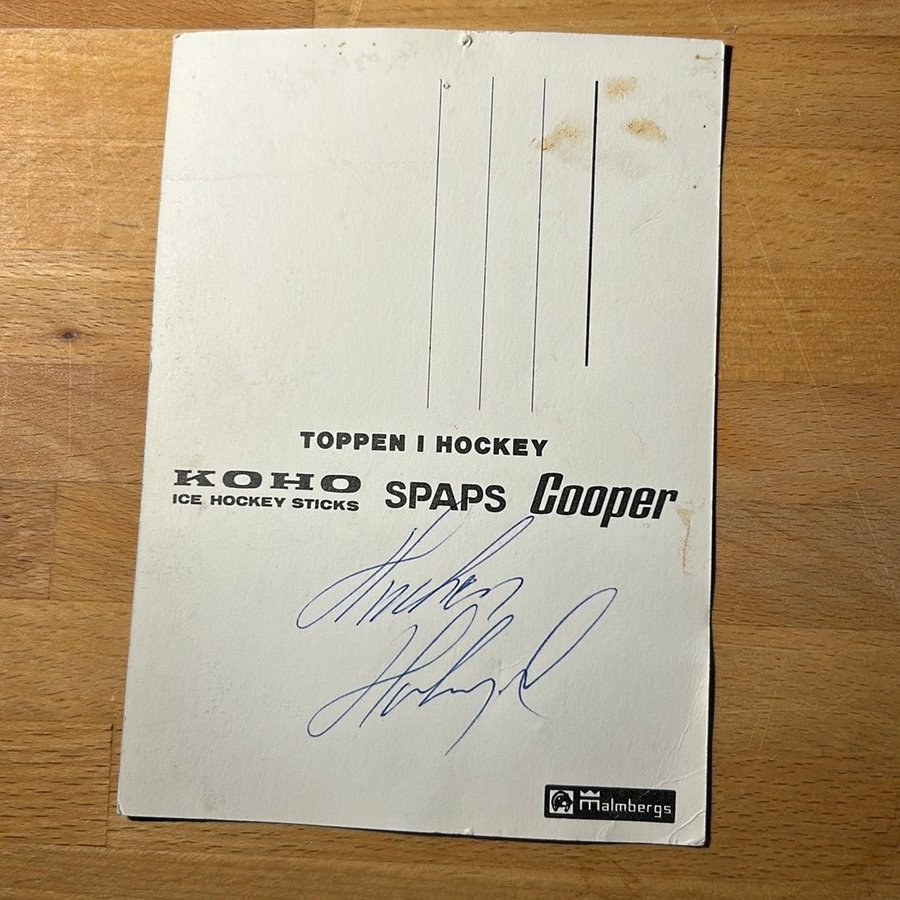 TOPPEN I HOCKEY
KOHO SPAPS Cooper
ICE HOCKEY STICKS
Malmbergs